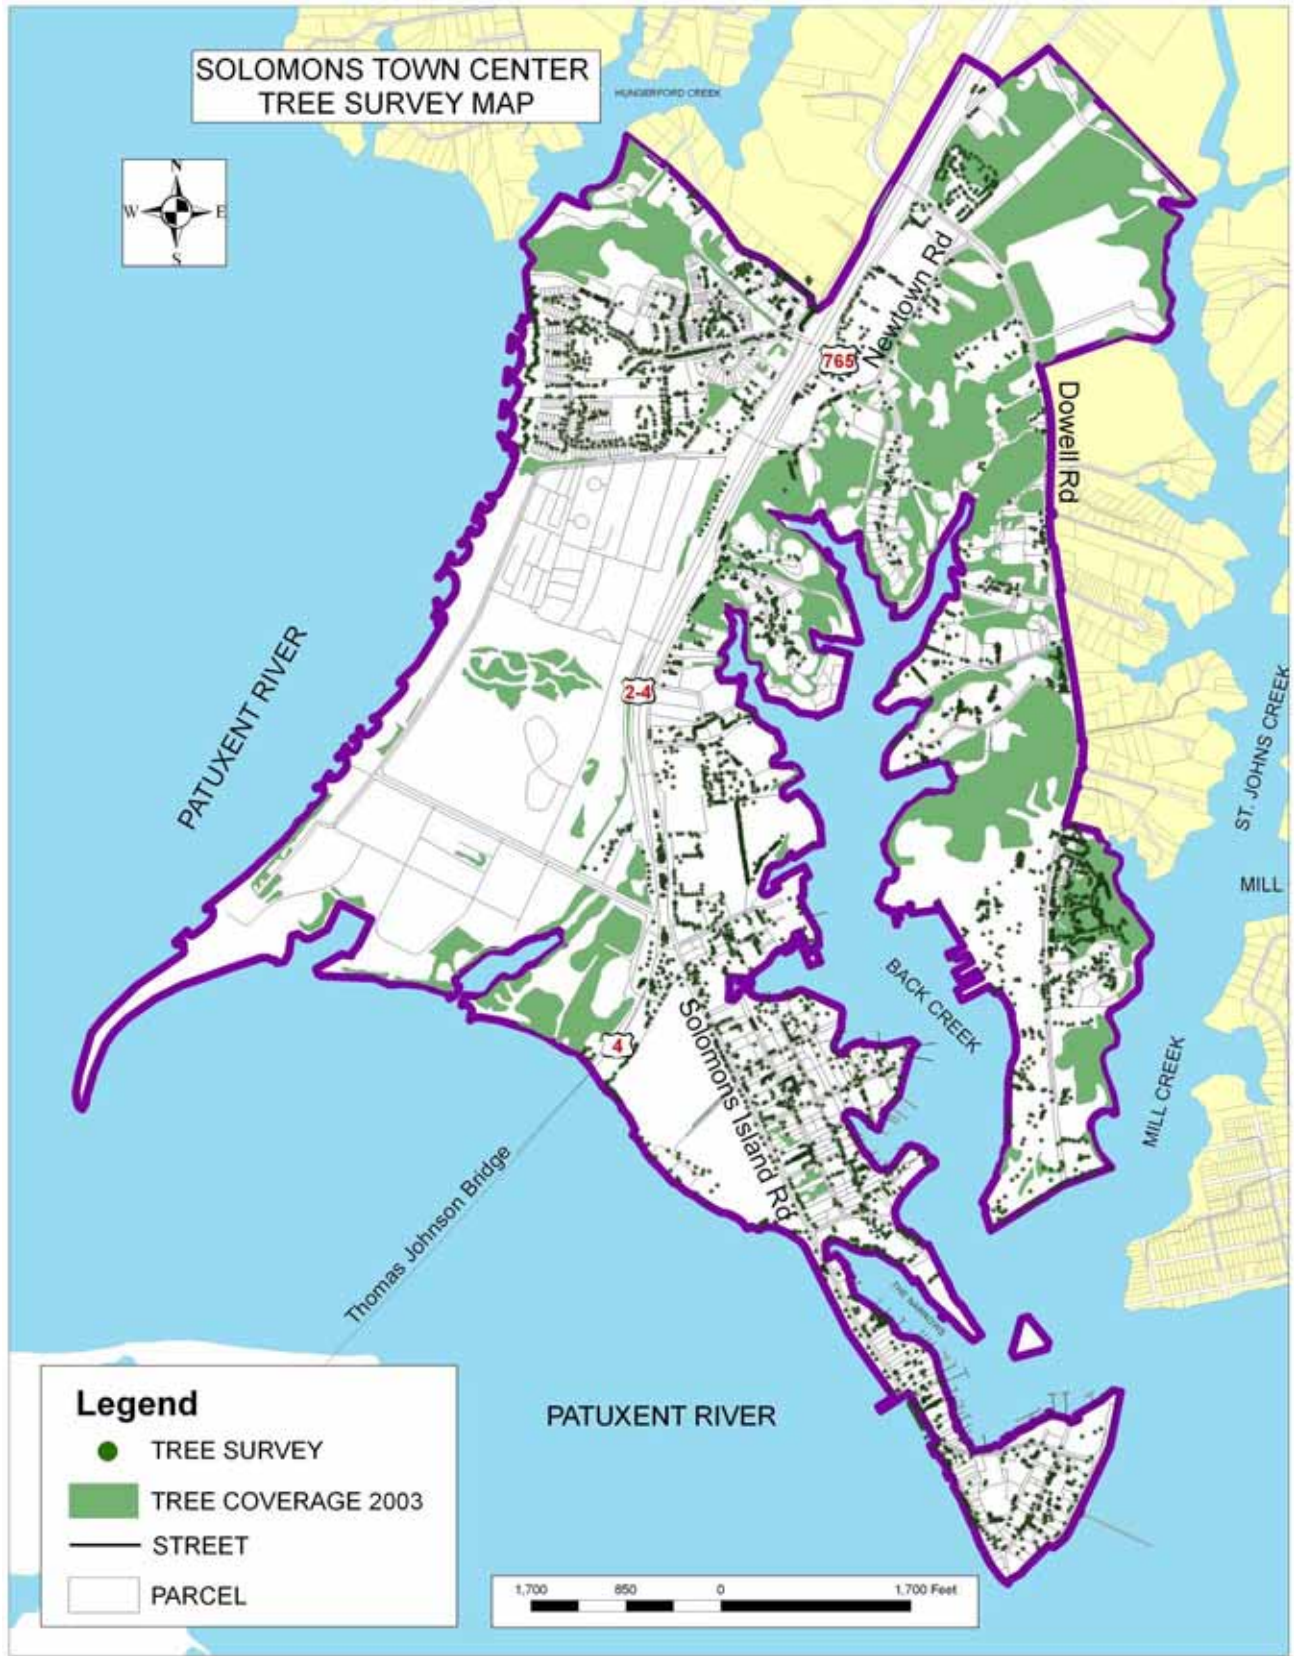 SOLOMONS TOWN CENTER
TREE SURVEY MAP
HUNGERFORD CREEK
N
W
E
S
Newtown Rd
765
Dowell Rd
PATUXENT RIVER
2-4
ST. JOHNS CREEK
MILL
BACK CREEK
Solomons Island Rd
4
MILL CREEK
Thomas Johnson Bridge
THE NARROWS
PATUXENT RIVER
Legend
TREE SURVEY
TREE COVERAGE 2003
STREET
PARCEL
1,700 850 0 1,700 Feet